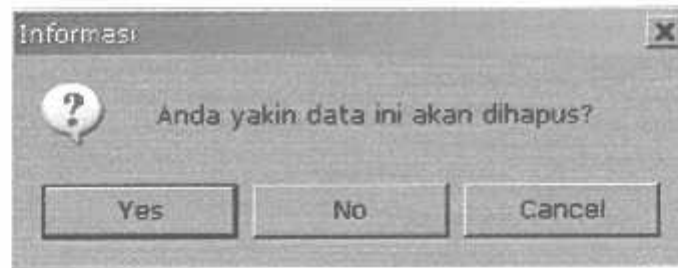 Informasi
Anda yakin data ini akan dihapus?
Yes
No
Cancel